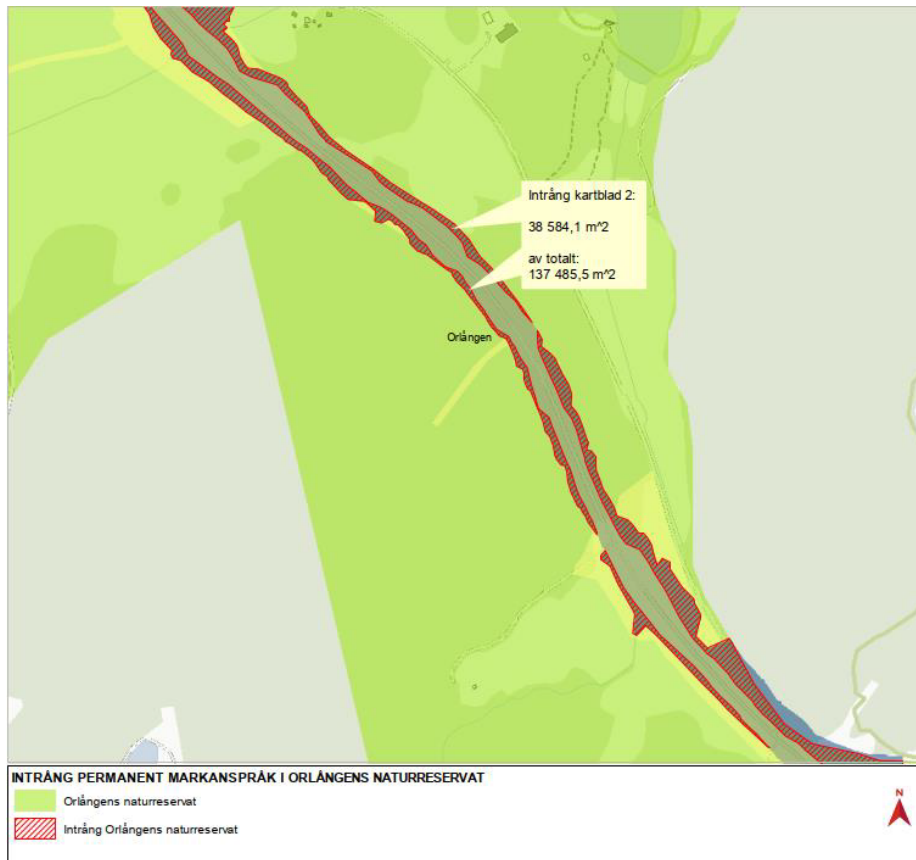 Intrång kartblad 2:
38 584,1 m^2
av totalt:
137 485,5 m^2
Orlången
INTRÅNG PERMANENT MARKANSPRÅK I ORLÅNGENS NATURRESERVAT
Orlångens naturreservat
Intrång Orlångens naturreservat
N